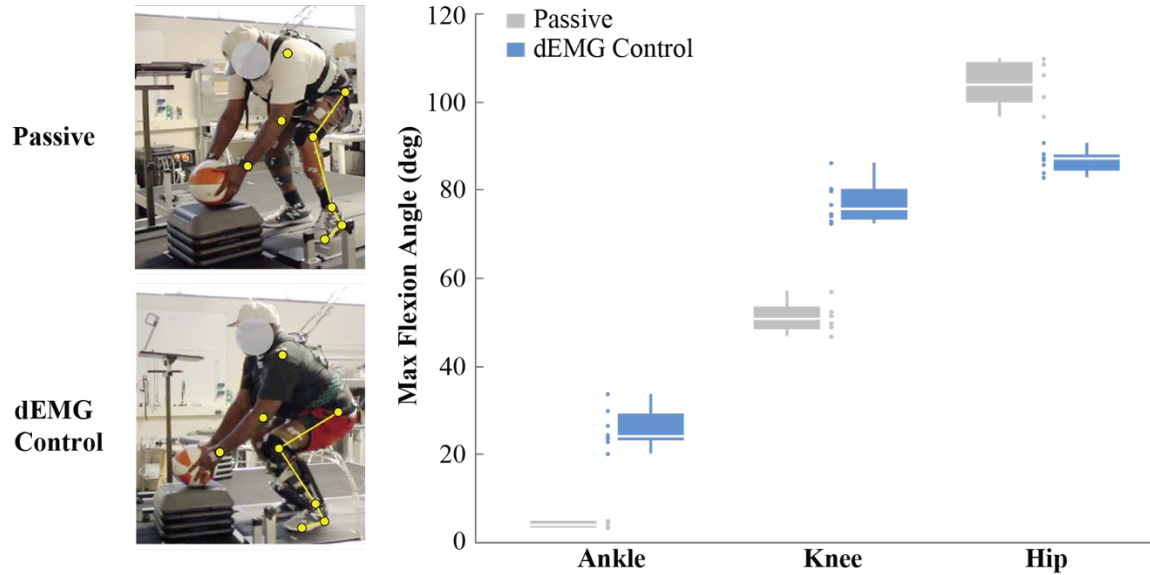 Passive
dEMG
Control
Passive
dEMG Control
Max Flexion Angle (deg)
120
100
80
60
40
20
0
Ankle
Knee
Hip